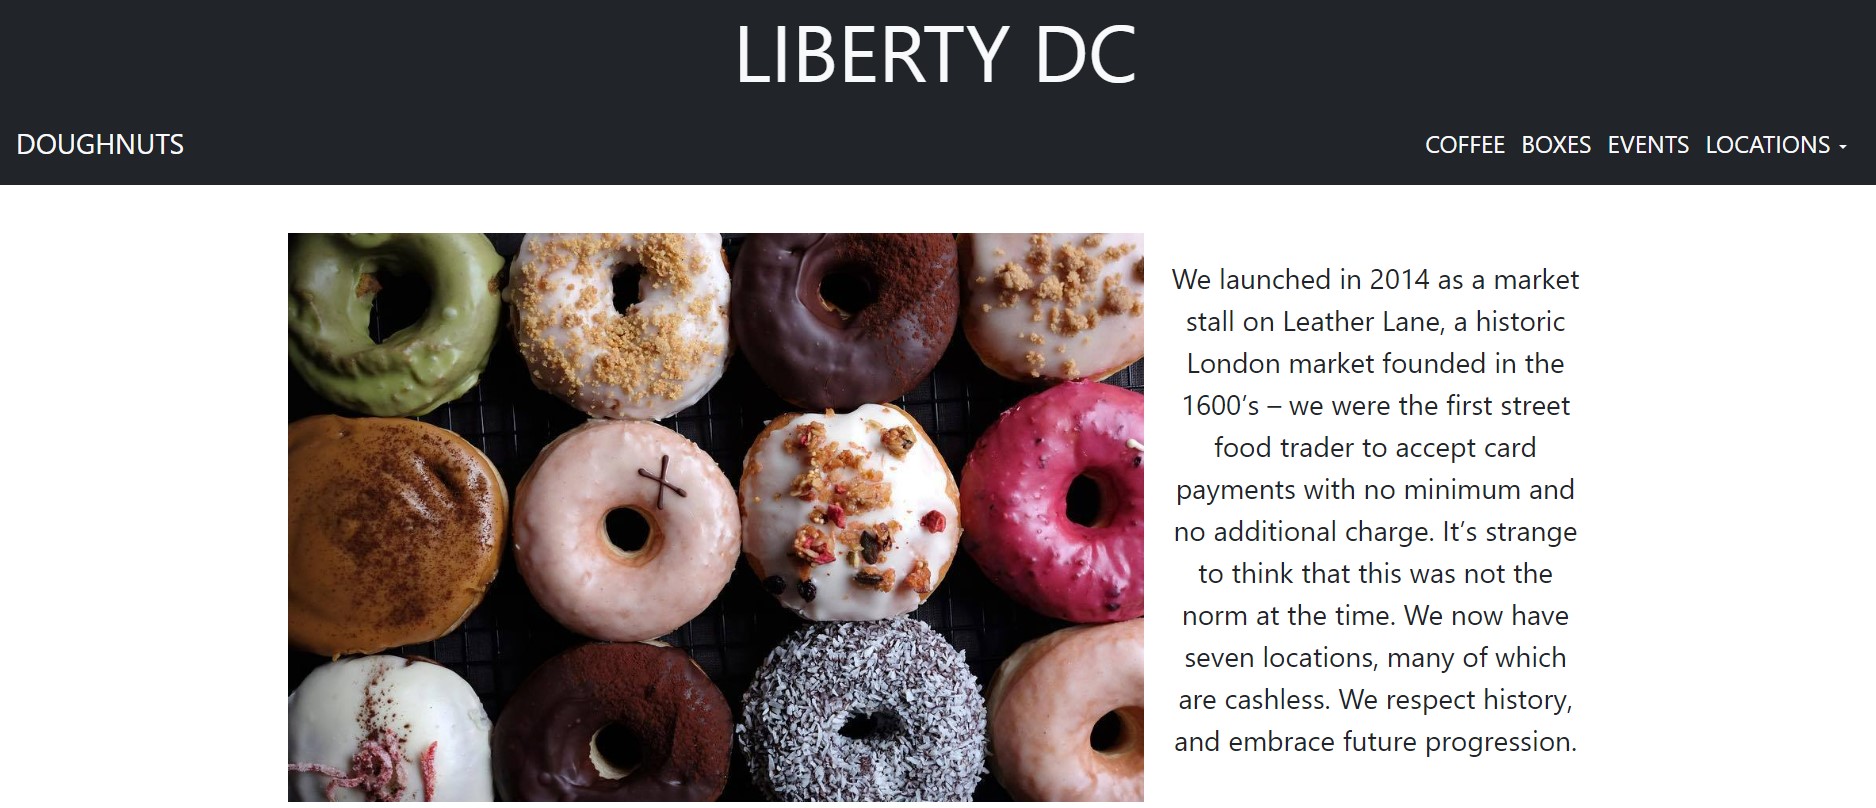 LIBERTY DC
DOUGHNUTS
COFFEE BOXES EVENTS LOCATIONS
We launched in 2014 as a market
stall on Leather Lane, a historic
London market founded in the
1600’s – we were the first street
food trader to accept card
payments with no minimum and
no additional charge. It’s strange
to think that this was not the
norm at the time. We now have
seven locations, many of which
are cashless. We respect history,
and embrace future progression.